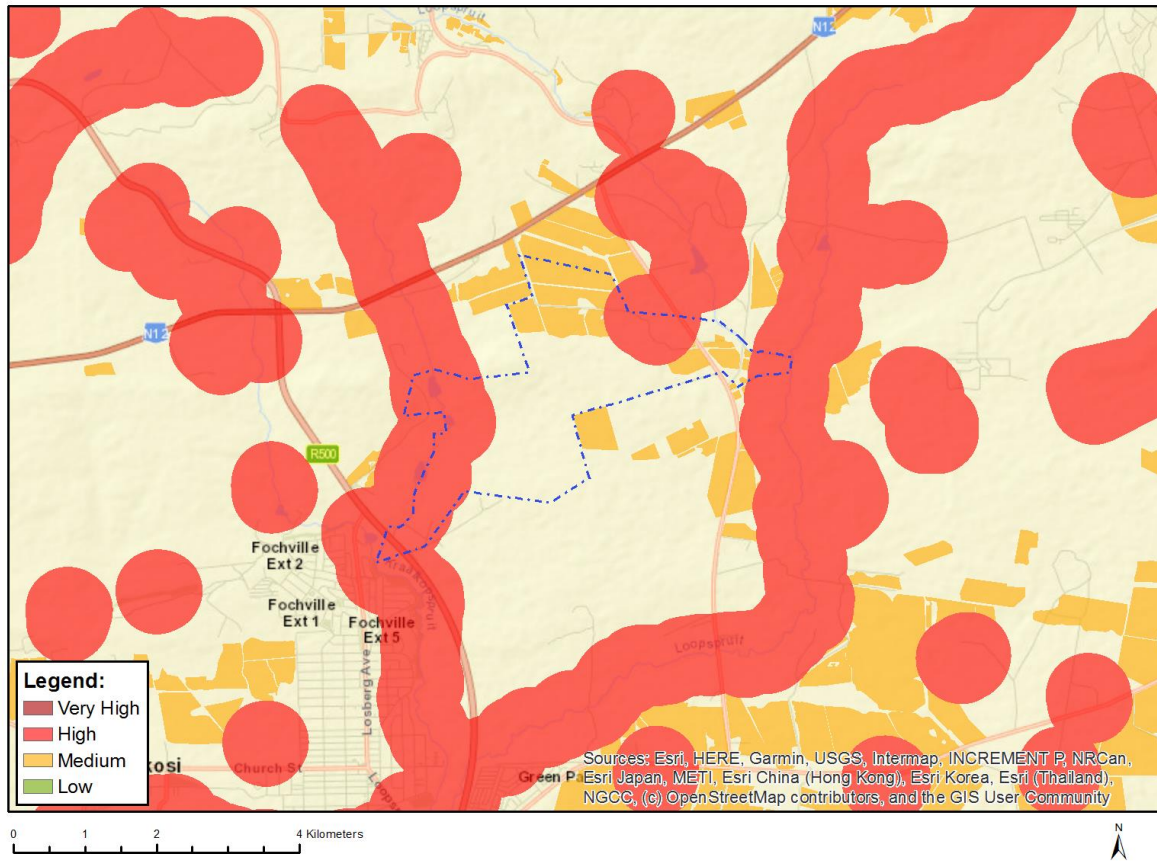 Loopspruit
N12
N12
R500
Fochville
Ext 2
Fochville
Ext 1
Fochville
Ext 5
Losberg Ave
Loopspruit
Church St
Green Pa
kosi
Legend:
Very High
High
Medium
Low
Sources: Esri, HERE, Garmin, USGS, Intermap, INCREMENT P, NRCan,
Esri Japan, METI, Esri China (Hong Kong), Esri Korea, Esri (Thailand),
NGCC, (c) OpenStreetMap contributors, and the GIS User Community
0 1 2 4 Kilometers
N